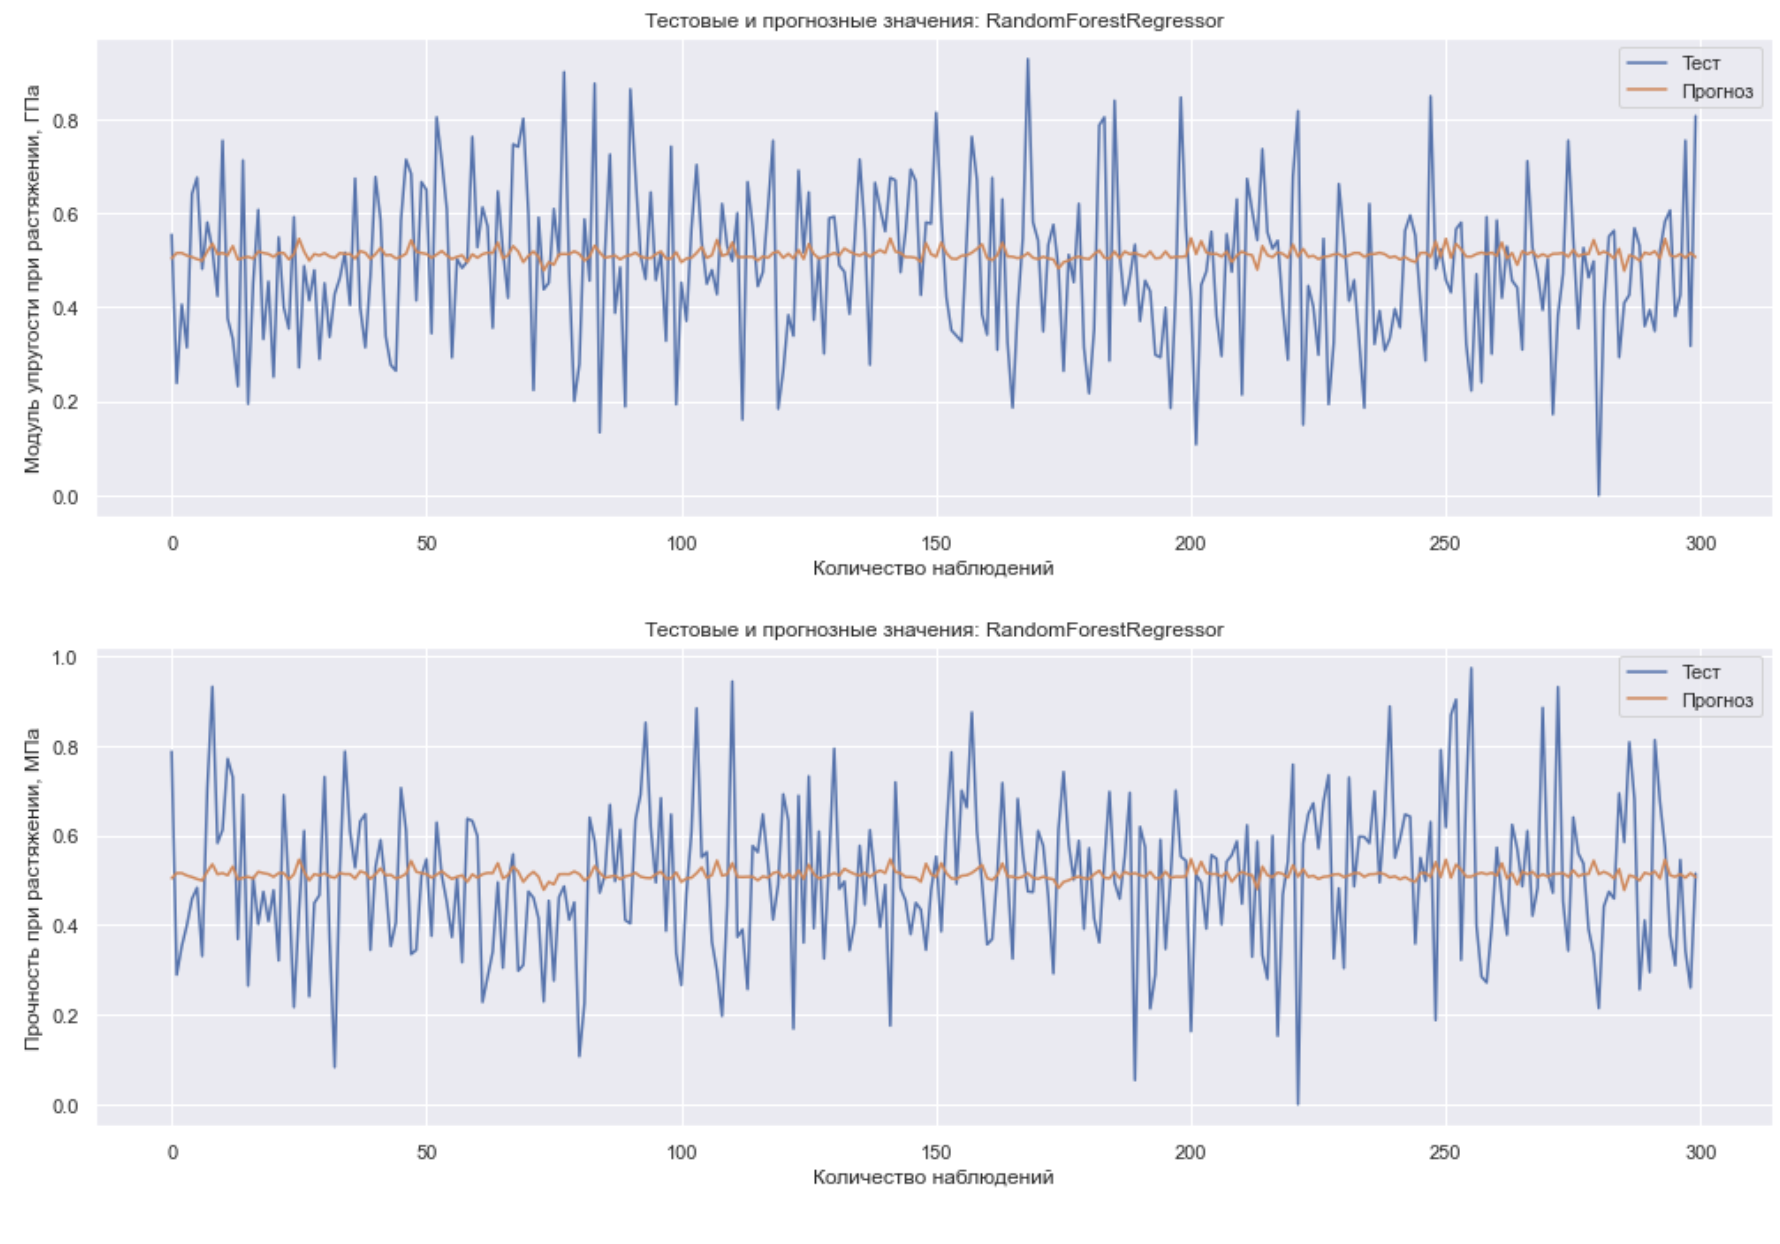 Тестовые и прогнозные значения: RandomForestRegressor
Тест
Прогноз
Модуль упругости при растяжении, ГПа
0.8
0.6
0.4
0.2
0.0
0 50 100 150 200 250 300
Количество наблюдений
Тестовые и прогнозные значения: RandomForestRegressor
Тест
Прогноз
Прочность при растяжении, МПа
1.0
0.8
0.6
0.4
0.2
0.0
0 50 100 150 200 250 300
Количество наблюдений